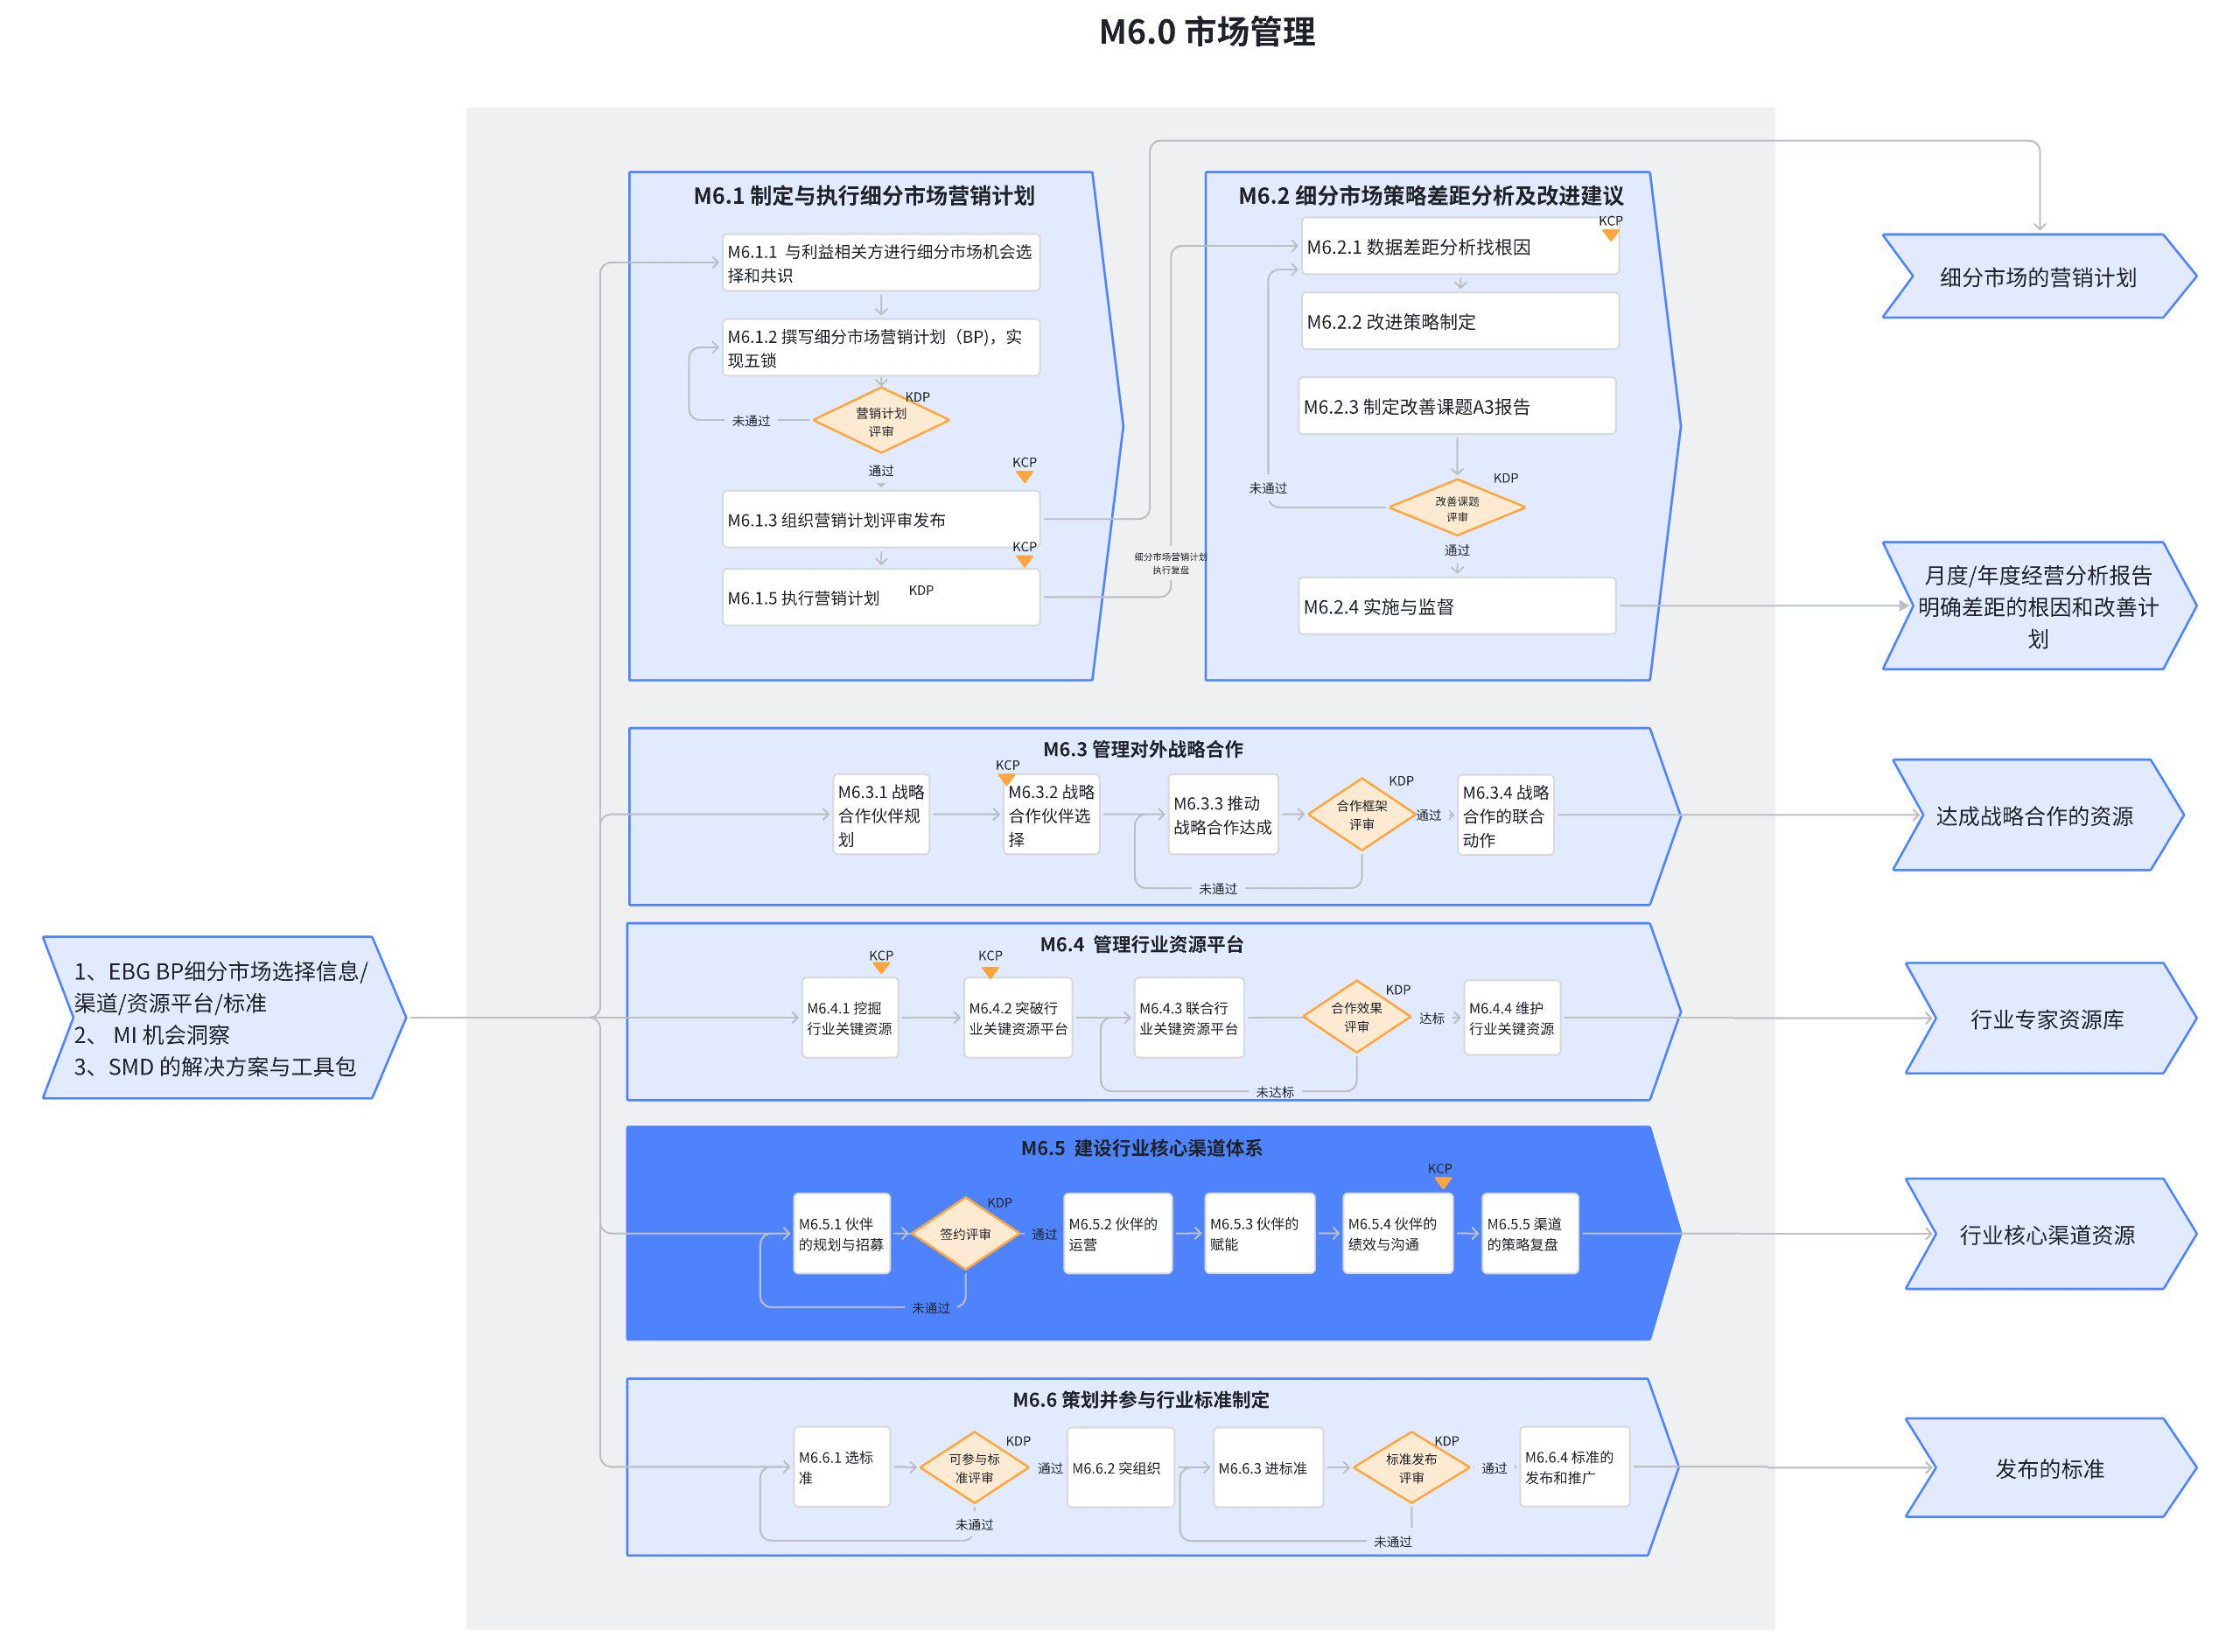 M6.0 市场管理
M6.1 制定与执行细分市场营销计划
M6.1.1 与利益相关方进行细分市场机会选
择和共识
M6.1.2 撰写细分市场营销计划（BP)，实
现五锁
KDP
营销计划
评审
未通过
通过
KCP
M6.1.3 组织营销计划评审发布
KCP
M6.1.5 执行营销计划
KDP
细分市场营销计划
执行复盘
M6.2 细分市场策略差距分析及改进建议
KCP
M6.2.1 数据差距分析找根因
M6.2.2 改进策略制定
M6.2.3 制定改善课题A3报告
KDP
未通过
改善课题
评审
通过
M6.2.4 实施与监督
细分市场的营销计划
月度/年度经营分析报告
明确差距的根因和改善计
划
M6.3 管理对外战略合作
KCP
M6.3.1 战略
合作伙伴规
划
M6.3.2 战略
合作伙伴选
择
M6.3.3 推动
战略合作达成
KDP
合作框架
评审
通过
M6.3.4 战略
合作的联合
动作
未通过
达成战略合作的资源
1、EBG BP细分市场选择信息/
渠道/资源平台/标准
2、 MI 机会洞察
3、SMD 的解决方案与工具包
M6.4 管理行业资源平台
KCP
KCP
M6.4.1 挖掘
行业关键资源
M6.4.2 突破行
业关键资源平台
M6.4.3 联合行
业关键资源平台
KDP
合作效果
评审
达标
M6.4.4 维护
行业关键资源
未达标
行业专家资源库
M6.5 建设行业核心渠道体系
KCP
M6.5.1 伙伴
的规划与招募
KDP
签约评审
通过
M6.5.2 伙伴的
运营
M6.5.3 伙伴的
赋能
M6.5.4 伙伴的
绩效与沟通
M6.5.5 渠道
的策略复盘
未通过
行业核心渠道资源
M6.6 策划并参与行业标准制定
M6.6.1 选标
准
KDP
可参与标
准评审
通过
M6.6.2 突组织
M6.6.3 进标准
KDP
标准发布
评审
通过
M6.6.4 标准的
发布和推广
未通过
未通过
发布的标准